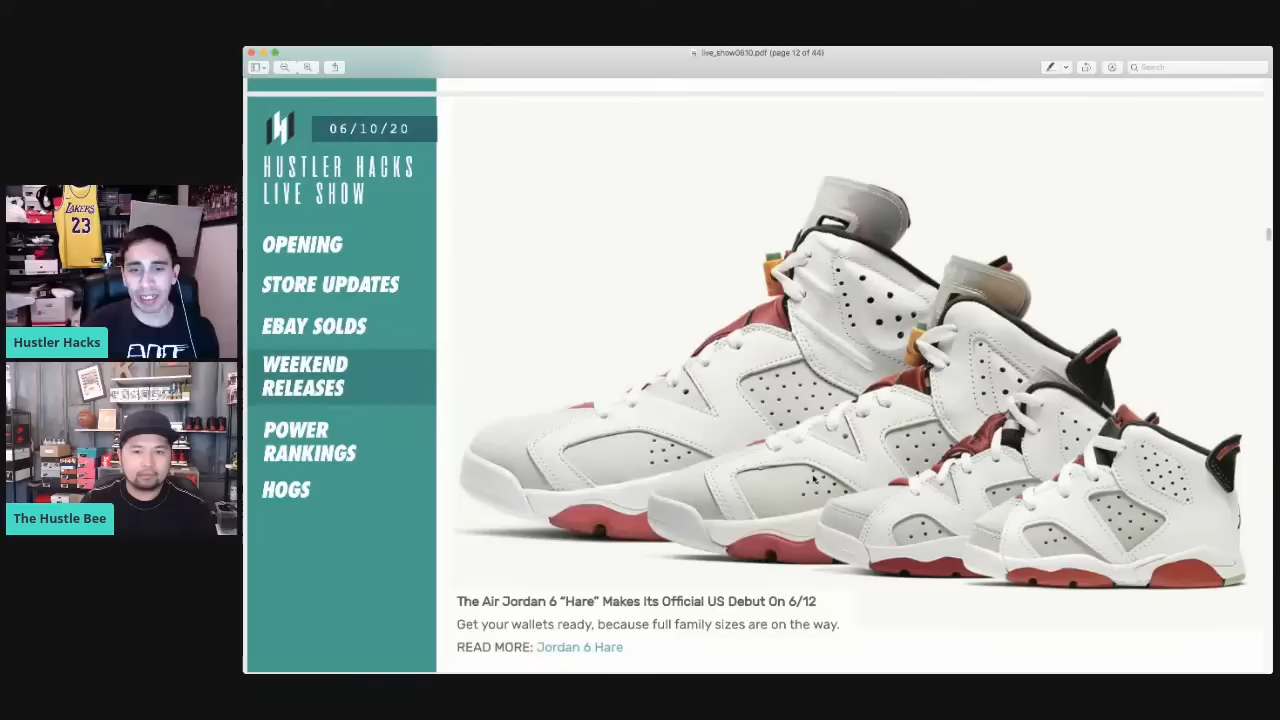 live_show0610.pdf (page 12 of 44)
Search
06/10/20
HUSTLER HACKS
LIVE SHOW
OPENING
STORE UPDATES
EBAY SOLDS
WEEKEND
RELEASES
POWER
RANKINGS
HOGS
LAKERS
23
Hustler Hacks
The Hustle Bee
The Air Jordan 6 “Hare” Makes Its Official US Debut On 6/12
Get your wallets ready, because full family sizes are on the way.
READ MORE: Jordan 6 Hare